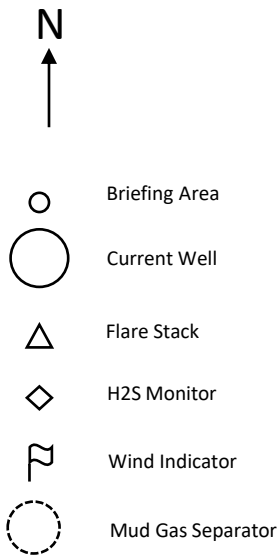 N
Briefing Area
Current Well
Flare Stack
H2S Monitor
Wind Indicator
Mud Gas Separator